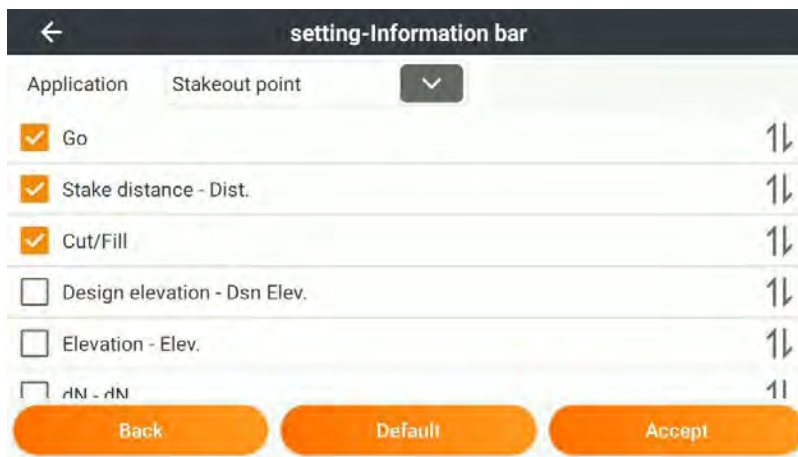 setting-Information bar
Application Stakeout point
Go
Stake distance - Dist.
Cut/Fill
Design elevation - Dsn Elev.
Elevation - Elev.
dN - dN
Back Default Accept